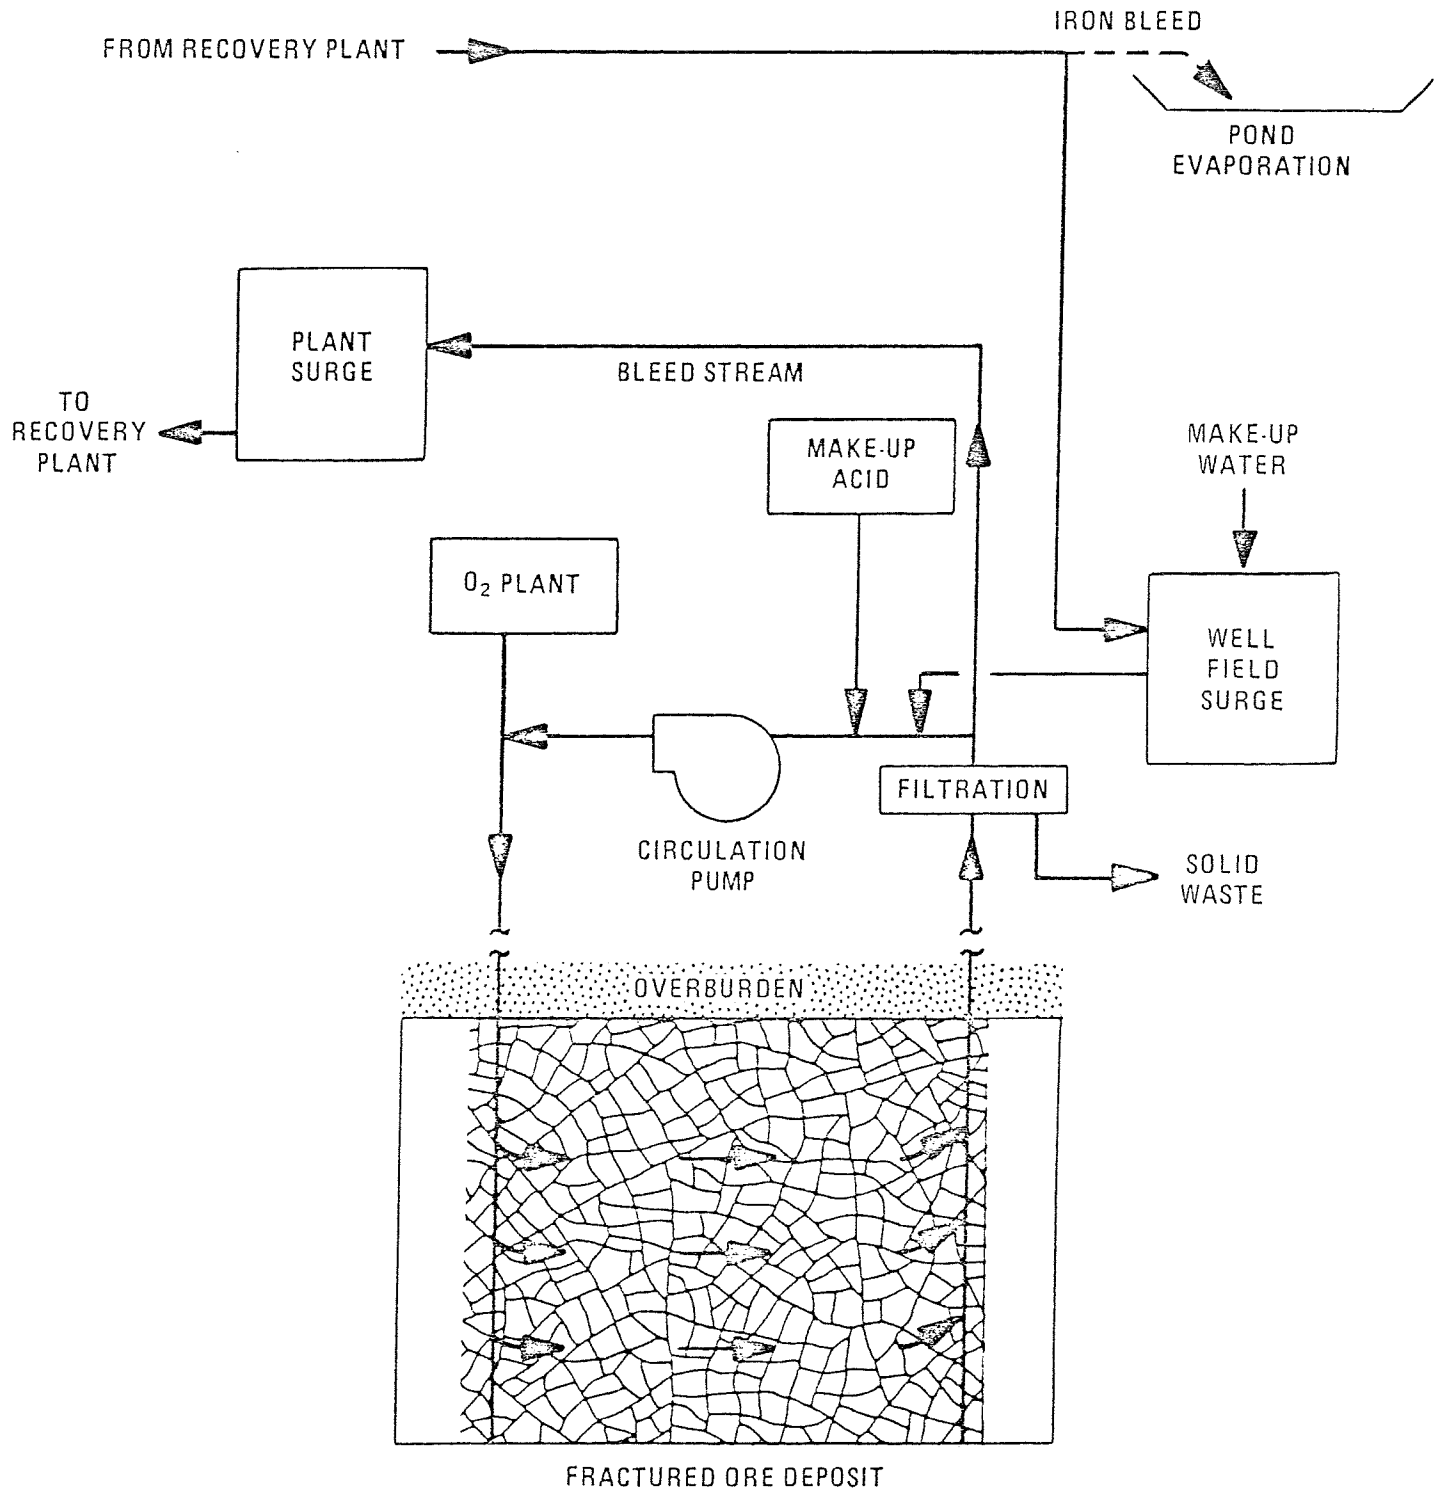 IRON BLEED
FROM RECOVERY PLANT
POND
EVAPORATION
PLANT
SURGE
BLEED STREAM
TO
RECOVERY
PLANT
MAKE-UP
ACID
MAKE-UP
WATER
O₂ PLANT
WELL
FIELD
SURGE
FILTRATION
CIRCULATION
PUMP
SOLID
WASTE
OVERBURDEN
FRACTURED ORE DEPOSIT